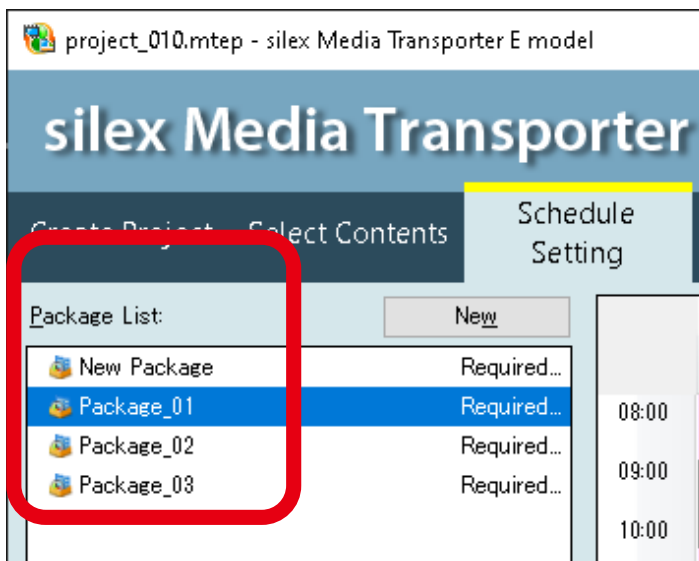 project_010.mtep - silex Media Transporter E model
silex Media Transporter
Create Project
Select Contents
Schedule
Setting
Package List:
New
New Package Required...
Package_01 Required...
Package_02 Required...
Package_03 Required...
08:00
09:00
10:00